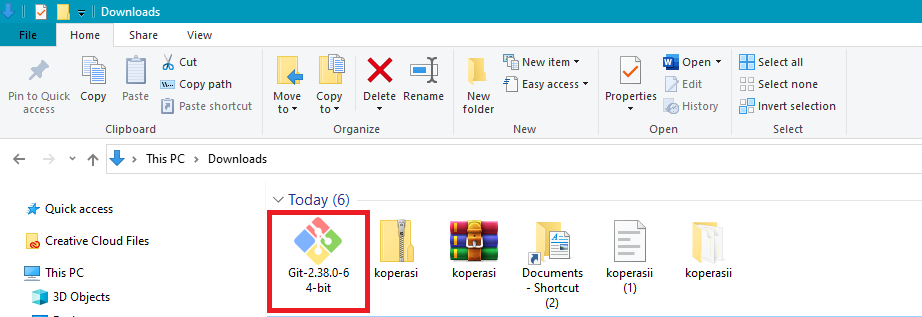 Downloads
File Home Share View
Pin to Quick access
Copy
Paste
Cut
Copy path
Paste shortcut
Clipboard
Move to
Copy to
Delete
Rename
Organize
New folder
New item
Easy access
New
Properties
Open
Edit
History
Open
Select all
Select none
Invert selection
Select
This PC Downloads
Quick access
Creative Cloud Files
This PC
3D Objects
Today (6)
Git-2.38.0-6
4-bit
koperasi
koperasi
Documents
- Shortcut
(2)
koperasii
(1)
koperasii